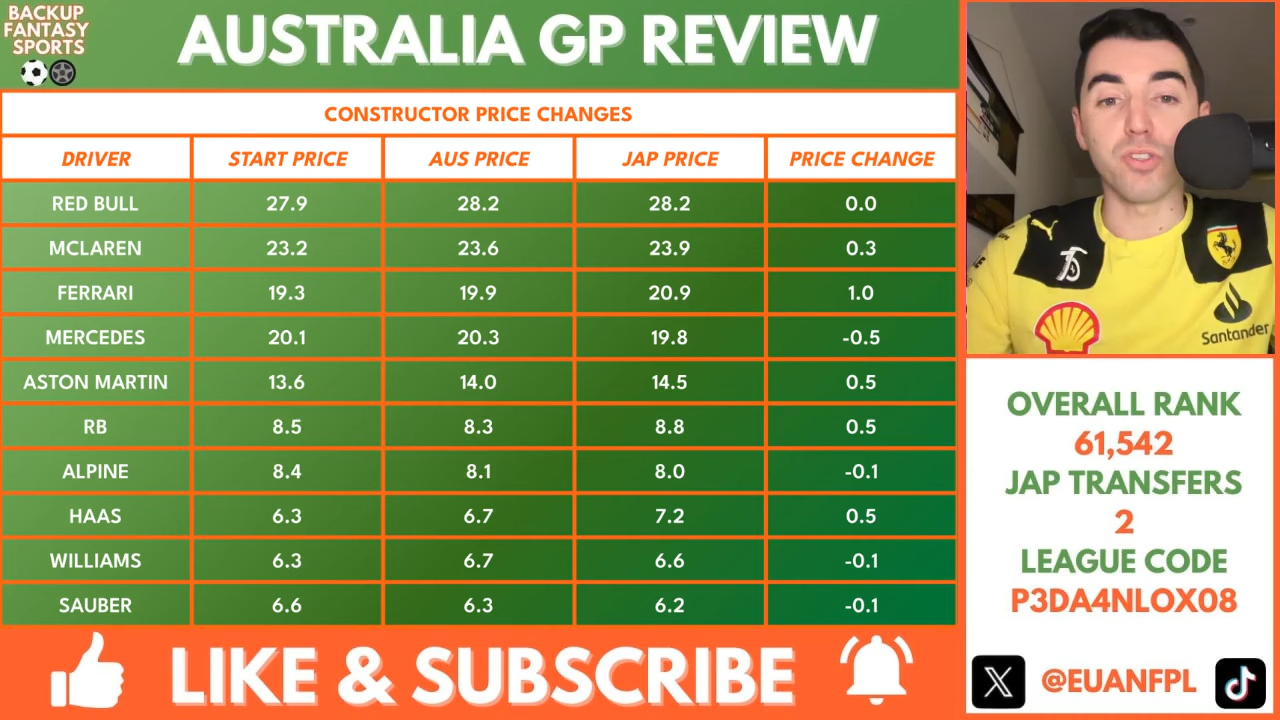 BACKUP
FANTASY
SPORTS
AUSTRALIA GP REVIEW
CONSTRUCTOR PRICE CHANGES
DRIVER START PRICE AUS PRICE JAP PRICE PRICE CHANGE
RED BULL 27.9 28.2 28.2 0.0
MCLAREN 23.2 23.6 23.9 0.3
FERRARI 19.3 19.9 20.9 1.0
MERCEDES 20.1 20.3 19.8 -0.5
ASTON MARTIN 13.6 14.0 14.5 0.5
RB 8.5 8.3 8.8 0.5
ALPINE 8.4 8.1 8.0 -0.1
HAAS 6.3 6.7 7.2 0.5
WILLIAMS 6.3 6.7 6.6 -0.1
SAUBER 6.6 6.3 6.2 -0.1
LIKE & SUBSCRIBE
Santander
OVERALL RANK
61,542
JAP TRANSFERS
2
LEAGUE CODE
P3DA4NLOX08
@EUANFPL